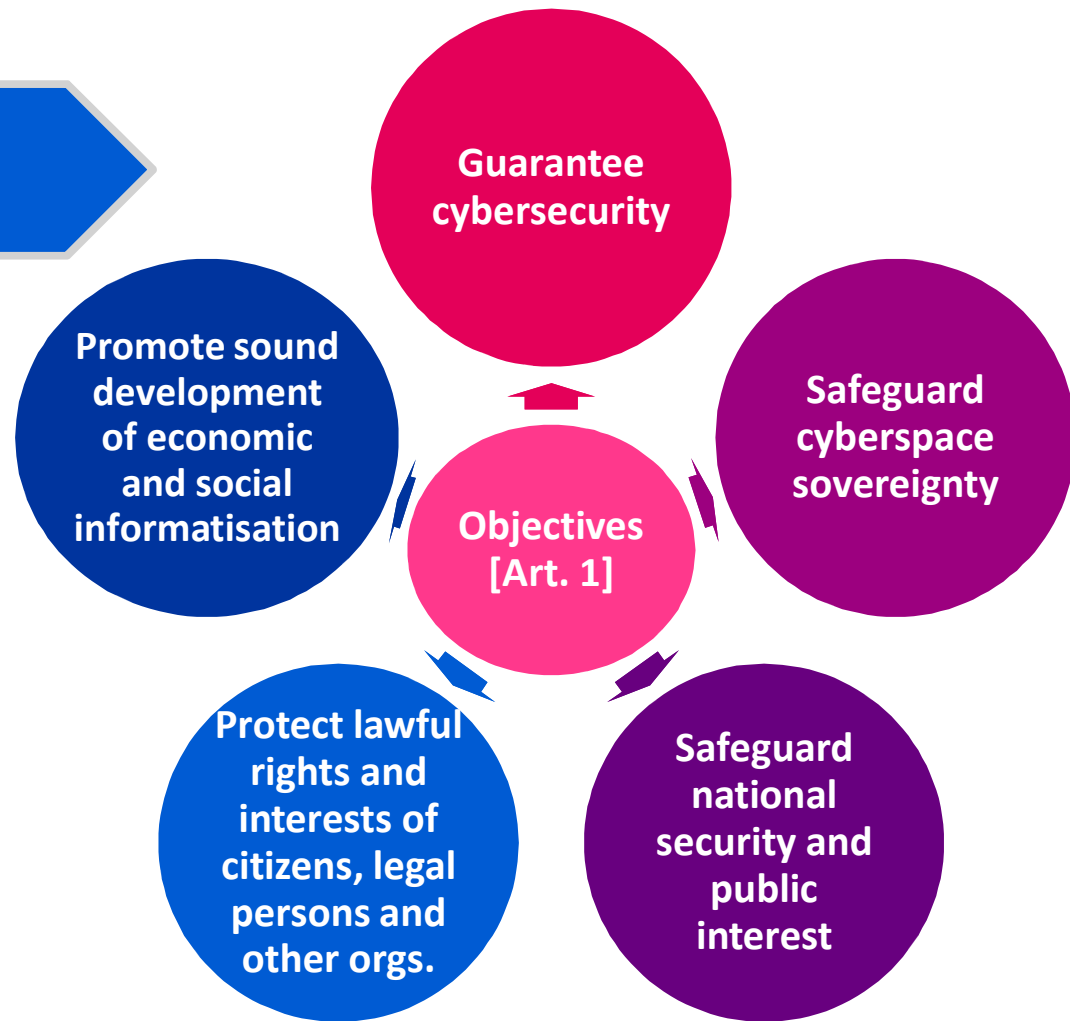 Guarantee
cybersecurity
Promote sound
development
of economic
and social
informatisation
Safeguard
cyberspace
sovereignty
Objectives
[Art. 1]
Protect lawful
rights and
interests of
citizens, legal
persons and
other orgs.
Safeguard
national
security and
public
interest